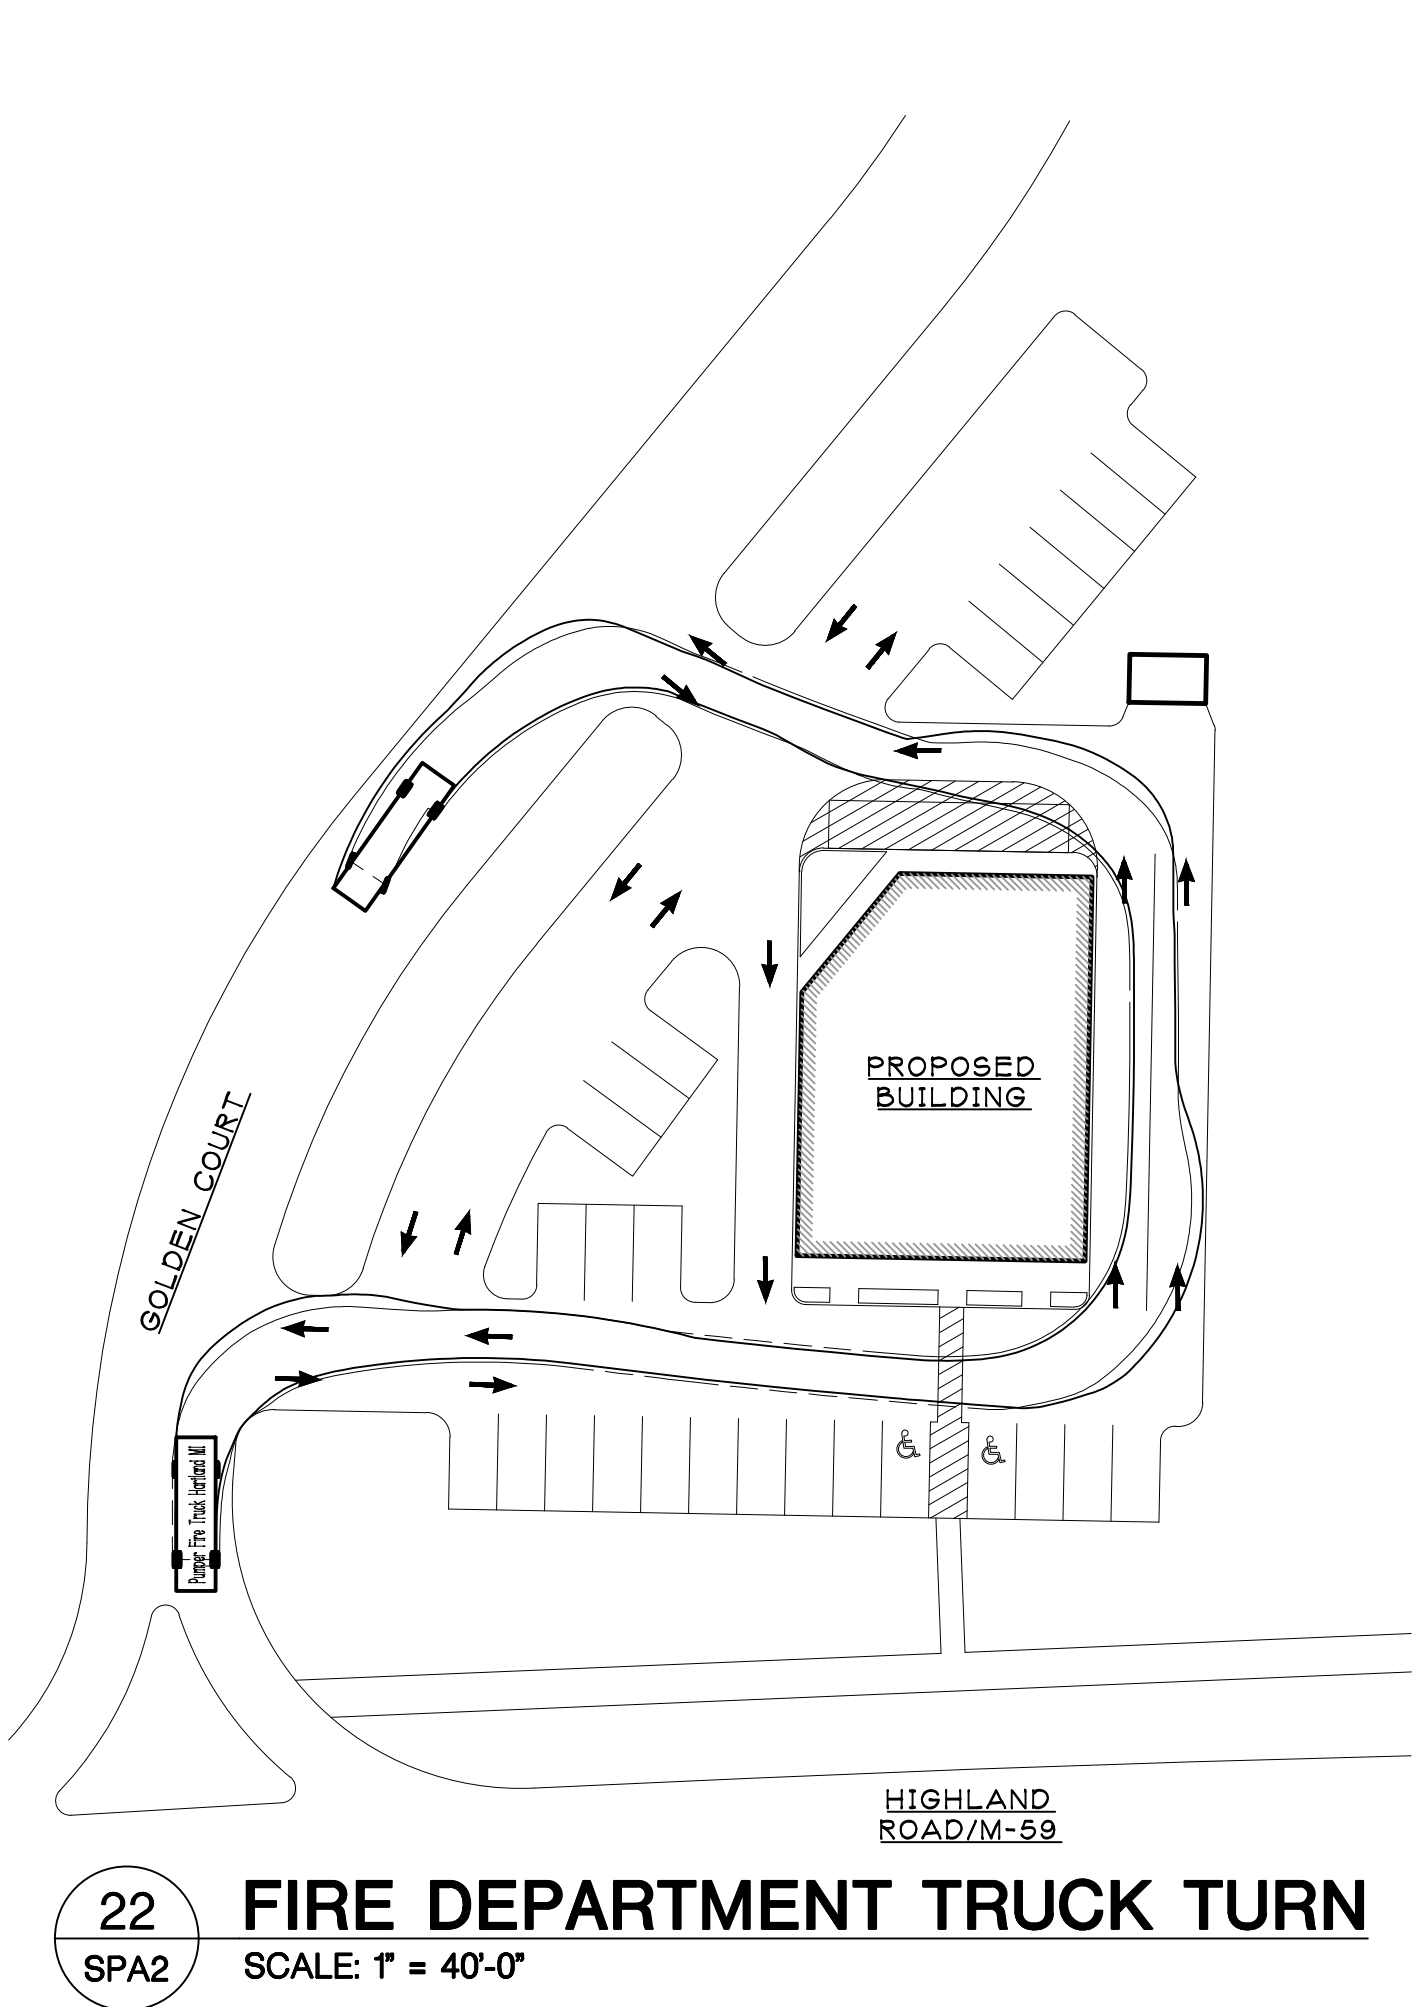 PROPOSED
BUILDING
GOLDEN COURT
Pumper Fire Truck Hartland MI
HIGHLAND
ROAD/M-59
22
SPA2
FIRE DEPARTMENT TRUCK TURN
SCALE: 1" = 40'-0"